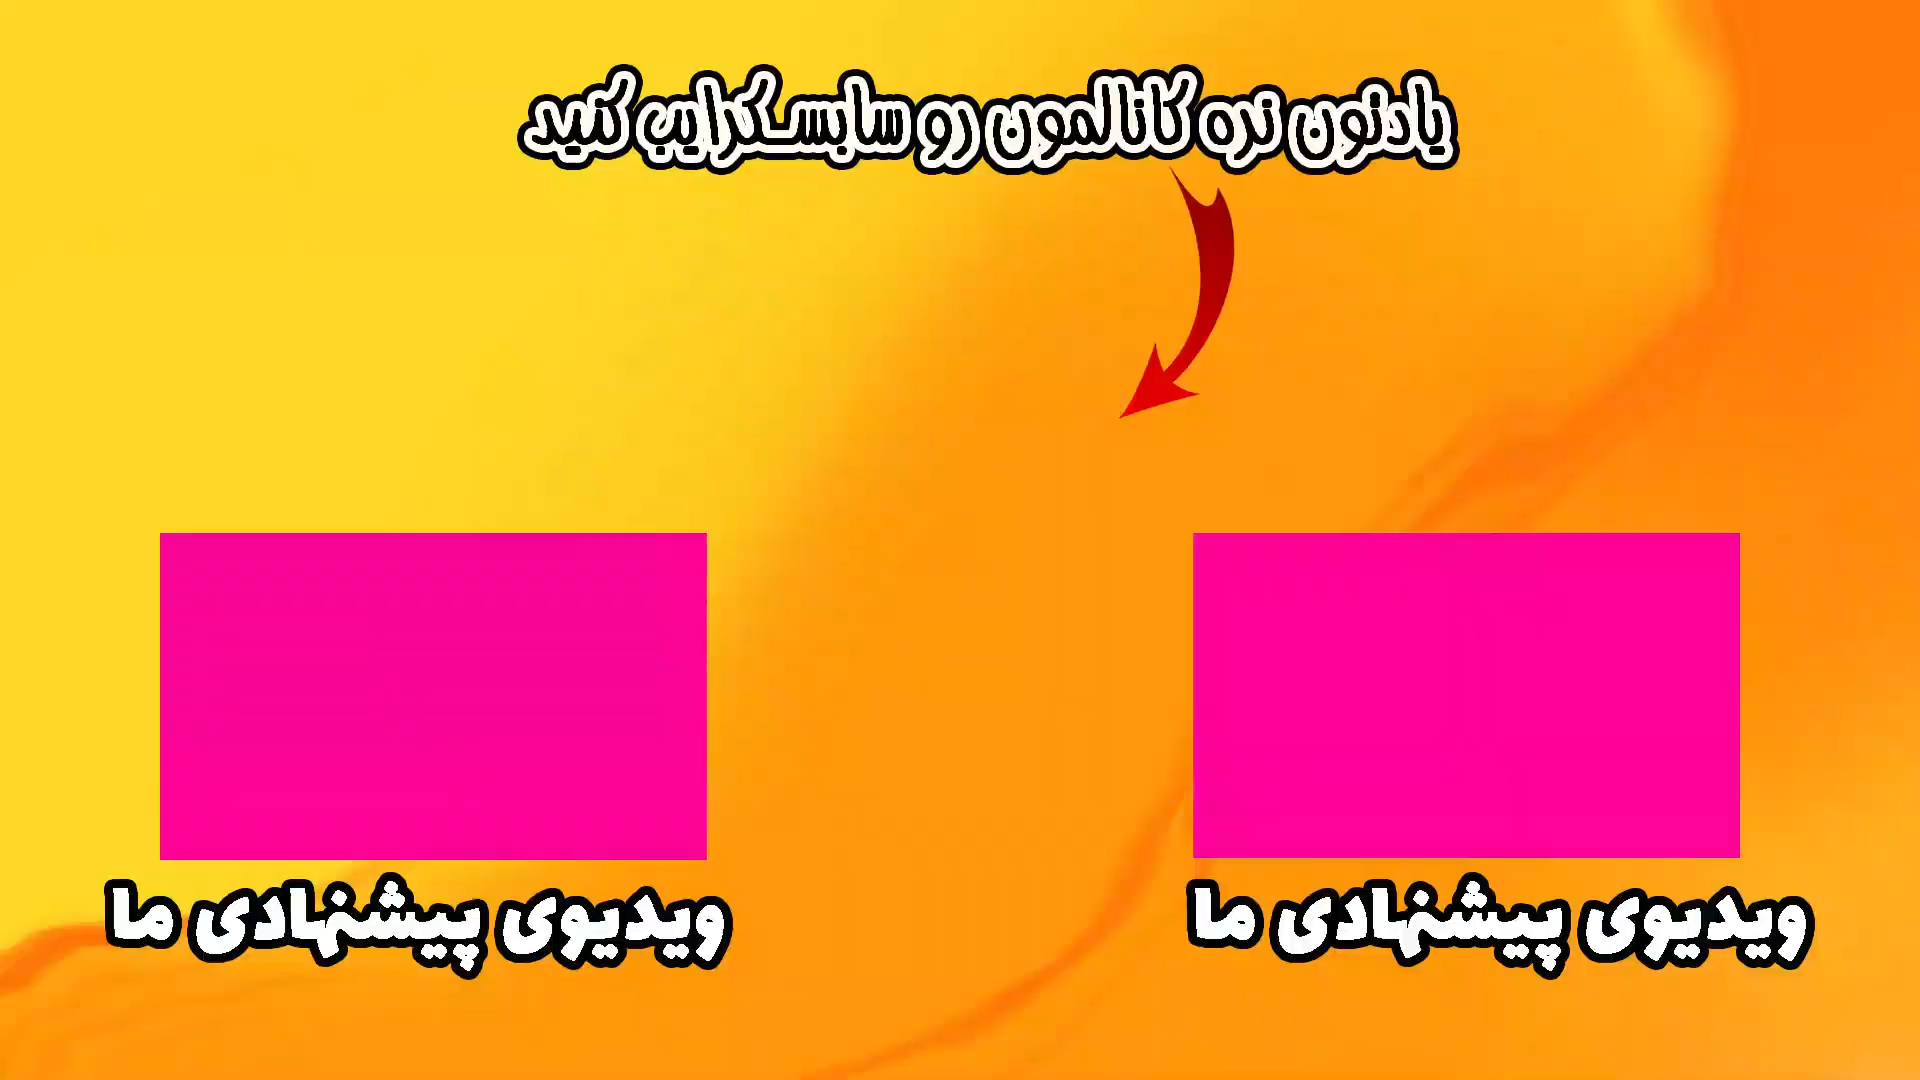 یادتون نره کانالمون رو سابسکرایب کنید
ویدیوی پیشنهادی ما
ویدیوی پیشنهادی ما